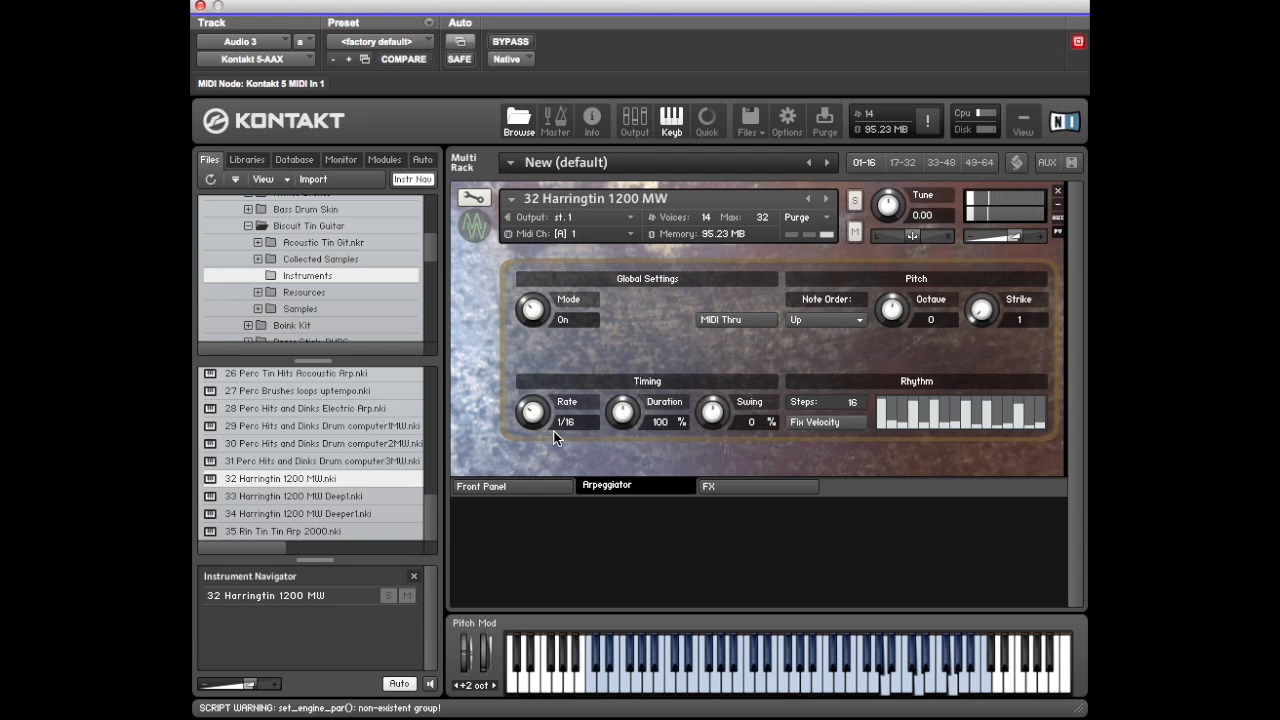 Track Preset Auto
Audio 3 a <factory default> BYPASS
Kontakt 5-AAX - + COMPARE SAFE Native
MIDI Node: Kontakt 5 MIDI In 1
KONTAKT
Browse Master Info Output Keyb Quick Files Options Purge 14 95.23 MB ! Cpu Disk View NI
Files Libraries Database Monitor Modules Auto
View Import Instr Nav
Multi Rack New (default) 01-16 17-32 33-48 49-64 AUX
Bass Drum Skin
Biscuit Tin Guitar
Acoustic Tin Git.nkr
Collected Samples
Instruments
Resources
Samples
Boink Kit
32 Harringtin 1200 MW
Output: st. 1 Voices: 14 Max: 32 Purge
Midi Ch: [A] 1 Memory: 95.23 MB
S M Tune 0.00 L R - + AUX PV
Global Settings Pitch
Mode Note Order: Octave Strike
On MIDI Thru Up 0 1
Timing Rhythm
Rate Duration Swing Steps: 16
1/16 100 % 0 % Fix Velocity
Front Panel Arpeggiator FX
26 Perc Tin Hits Accoustic Arp.nki
27 Perc Brushes loops uptempo.nki
28 Perc Hits and Dinks Electric Arp.nki
29 Perc Hits and Dinks Drum computer1MW.nki
30 Perc Hits and Dinks Drum computer2MW.nki
31 Perc Hits and Dinks Drum computer3MW.nki
32 Harringtin 1200 MW.nki
33 Harringtin 1200 MW Deep1.nki
34 Harringtin 1200 MW Deeper1.nki
35 Rin Tin Tin Arp 2000.nki
Instrument Navigator
32 Harringtin 1200 MW S M
- + Auto
Pitch Mod
+2 oct
SCRIPT WARNING: set_engine_par(): non-existent group!